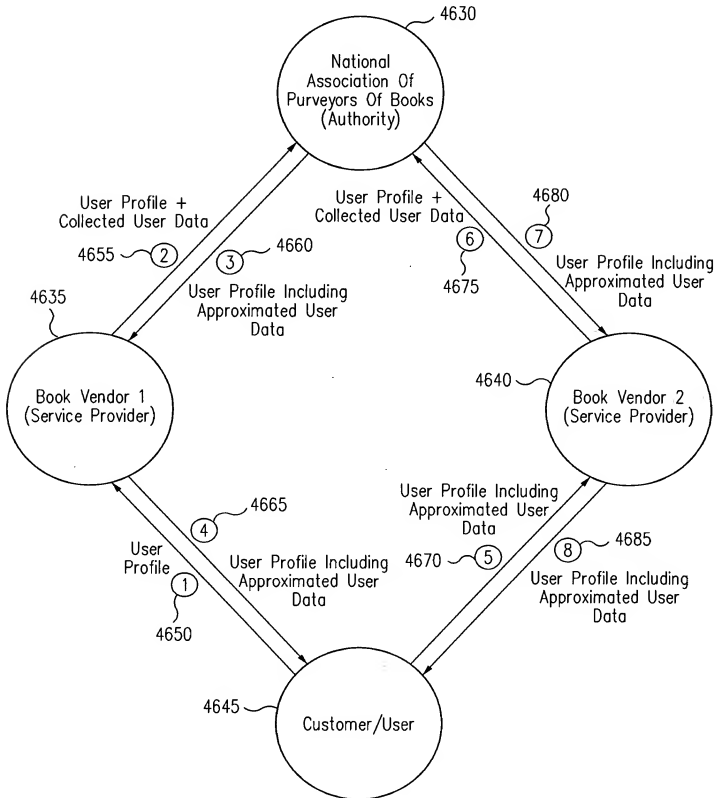 4630
National
Association Of
Purveyors Of Books
(Authority)
User Profile +
Collected User Data
4655
2
3
4660
User Profile Including
Approximated User
Data
User Profile +
Collected User Data
6
4675
4680
7
User Profile Including
Approximated User
Data
4635
Book Vendor 1
(Service Provider)
4640
Book Vendor 2
(Service Provider)
4
4665
User
Profile
1
4650
User Profile Including
Approximated User
Data
User Profile Including
Approximated User
Data
4670
5
8
4685
User Profile Including
Approximated User
Data
4645
Customer/User